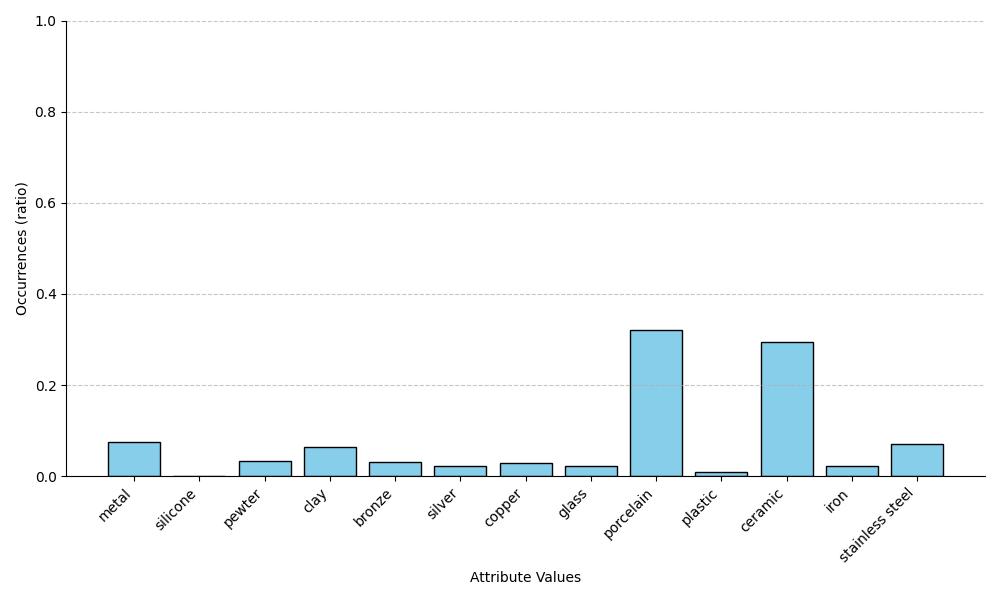 1.0
0.8
0.6
0.4
0.2
0.0
Occurrences (ratio)
metal
silicone
pewter
clay
bronze
silver
copper
glass
porcelain
plastic
ceramic
iron
stainless steel
Attribute Values